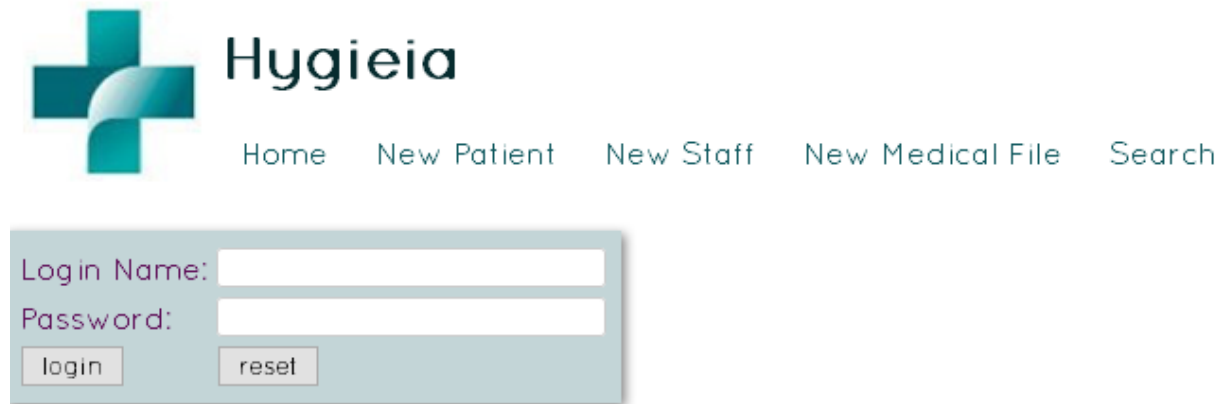 Hygieia
Home New Patient New Staff New Medical File Search
Login Name:
Password:
login reset